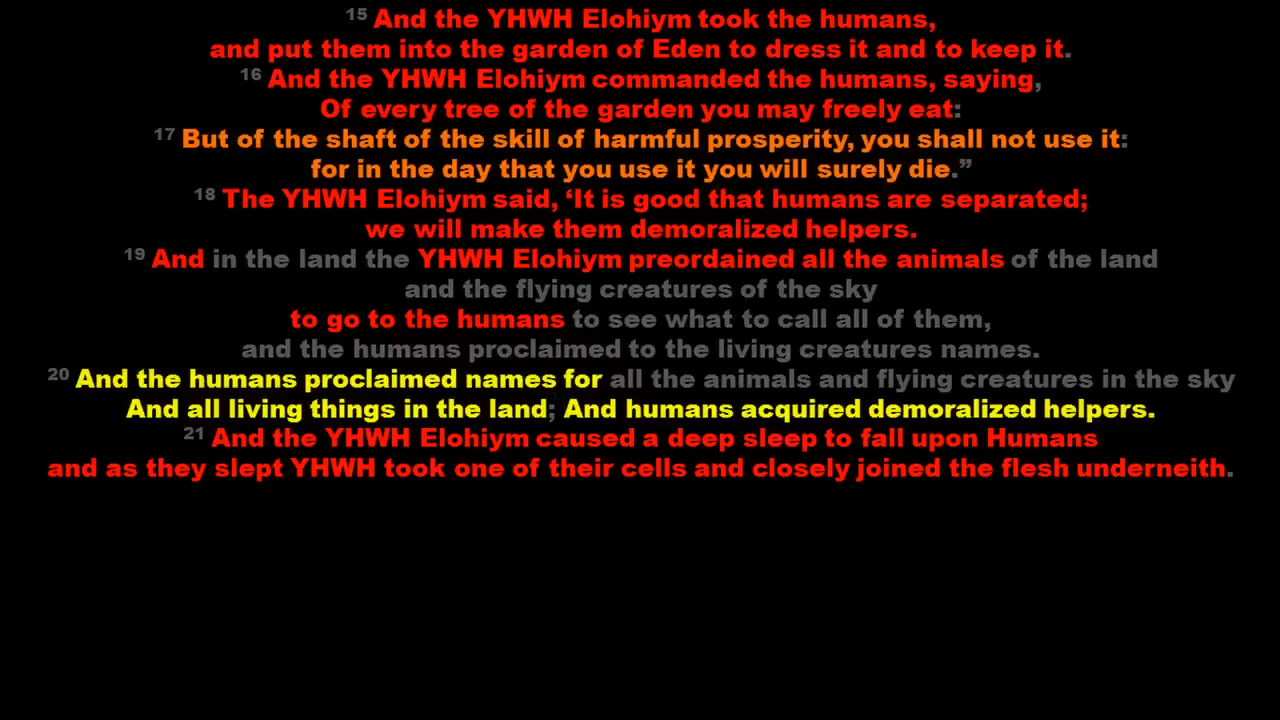 15 And the YHWH Elohiym took the humans,
and put them into the garden of Eden to dress it and to keep it.
16 And the YHWH Elohiym commanded the humans, saying,
Of every tree of the garden you may freely eat:
17 But of the shaft of the skill of harmful prosperity, you shall not use it:
for in the day that you use it you will surely die.”
18 The YHWH Elohiym said, ‘It is good that humans are separated;
we will make them demoralized helpers.
19 And in the land the YHWH Elohiym preordained all the animals of the land
and the flying creatures of the sky
to go to the humans to see what to call all of them,
and the humans proclaimed to the living creatures names.
20 And the humans proclaimed names for all the animals and flying creatures in the sky
And all living things in the land; And humans acquired demoralized helpers.
21 And the YHWH Elohiym caused a deep sleep to fall upon Humans
and as they slept YHWH took one of their cells and closely joined the flesh underneith.